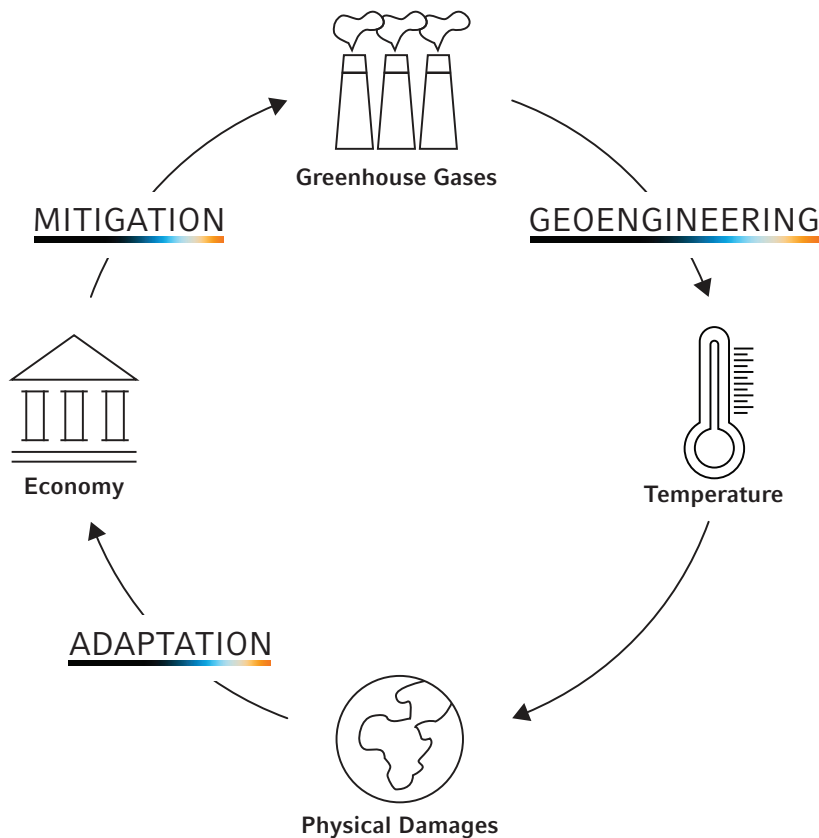 Greenhouse Gases
MITIGATION
GEOENGINEERING
Economy
Temperature
ADAPTATION
Physical Damages